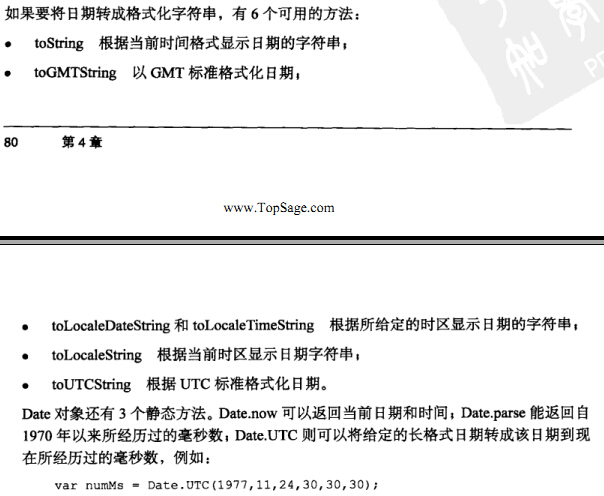 如果要将日期转成格式化字符串，有 6 个可用的方法：
● toString 根据当前时间格式显示日期的字符串；
● toGMTString 以 GMT 标准格式化日期；
80 第 4 章
www.TopSage.com
● toLocaleDateString 和 toLocaleTimeString 根据所给定的时区显示日期的字符串；
● toLocaleString 根据当前时区显示日期字符串；
● toUTCString 根据 UTC 标准格式化日期。
Date 对象还有 3 个静态方法。Date.now 可以返回当前日期和时间；Date.parse 能返回自
1970 年以来所经历过的毫秒数；Date.UTC 则可以将给定的长格式日期转成该日期到现
在所经历过的毫秒数，例如：
var numMs = Date.UTC(1977,11,24,30,30,30);